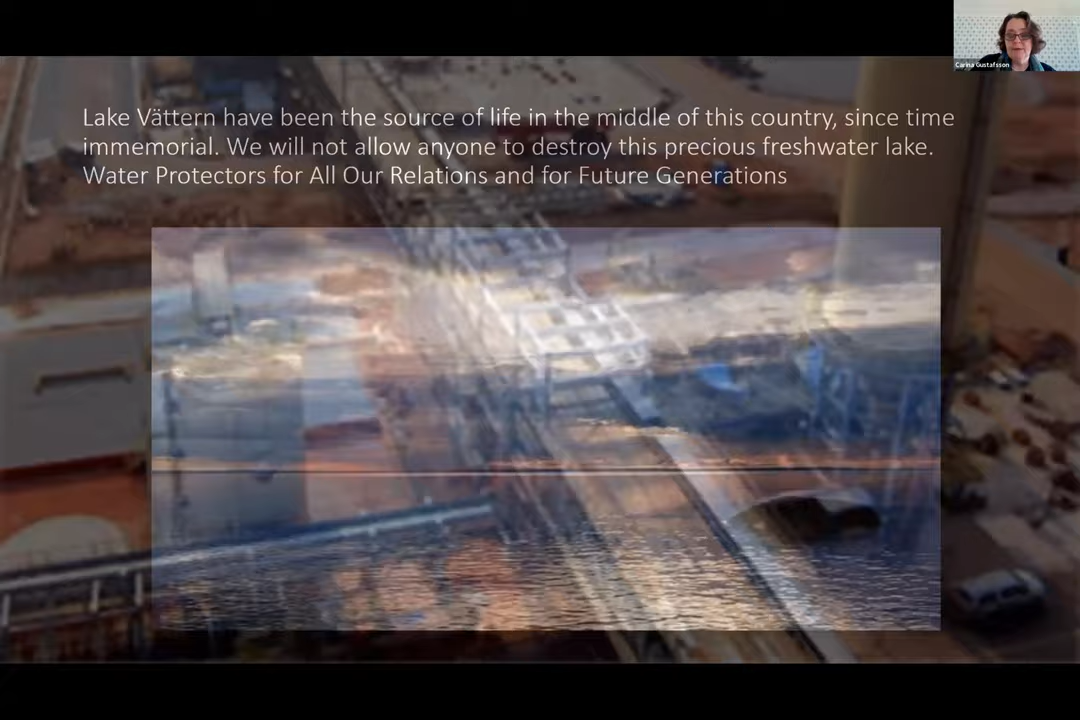 Carina Gustafsson
Lake Vättern have been the source of life in the middle of this country, since time
immemorial. We will not allow anyone to destroy this precious freshwater lake.
Water Protectors for All Our Relations and for Future Generations